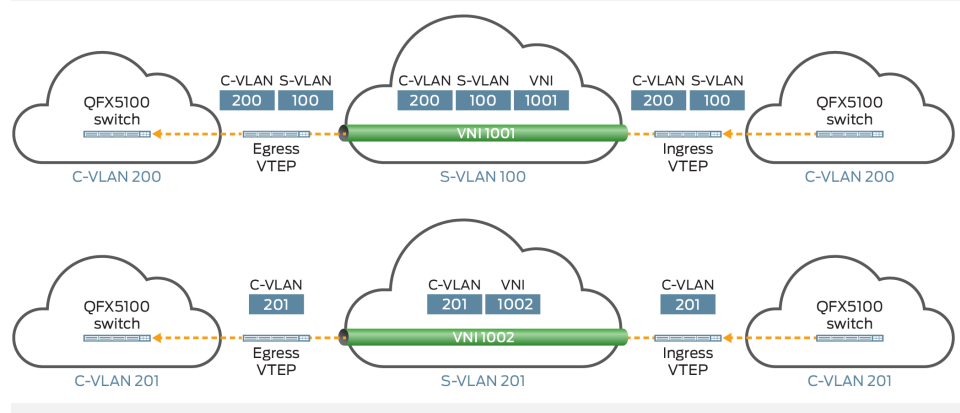 C-VLAN S-VLAN
200 100
C-VLAN S-VLAN VNI
200 100 1001
C-VLAN S-VLAN
200 100
QFX5100
switch
Egress
VTEP
VNI 1001
Ingress
VTEP
QFX5100
switch
C-VLAN 200
S-VLAN 100
C-VLAN 200
C-VLAN
201
C-VLAN VNI
201 1002
C-VLAN
201
QFX5100
switch
Egress
VTEP
VNI 1002
Ingress
VTEP
QFX5100
switch
C-VLAN 201
S-VLAN 201
C-VLAN 201